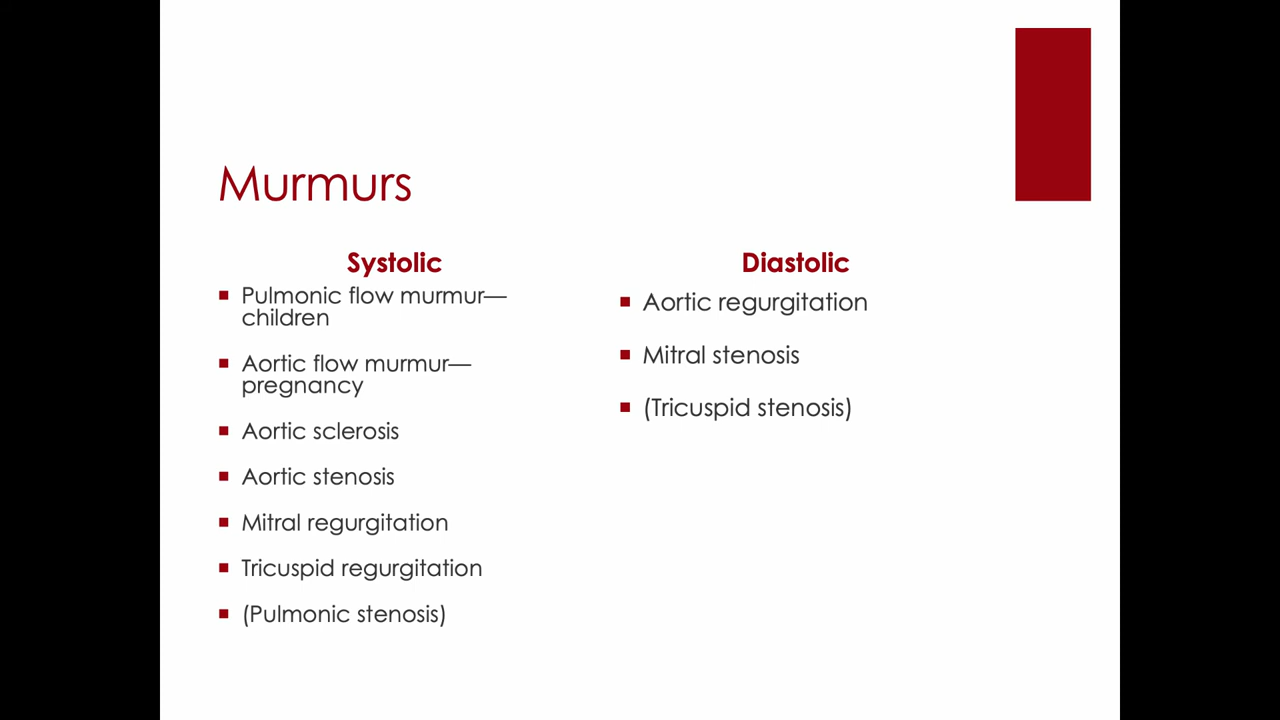 Murmurs
Systolic
Pulmonic flow murmur—
children
Aortic flow murmur—
pregnancy
Aortic sclerosis
Aortic stenosis
Mitral regurgitation
Tricuspid regurgitation
(Pulmonic stenosis)
Diastolic
Aortic regurgitation
Mitral stenosis
(Tricuspid stenosis)